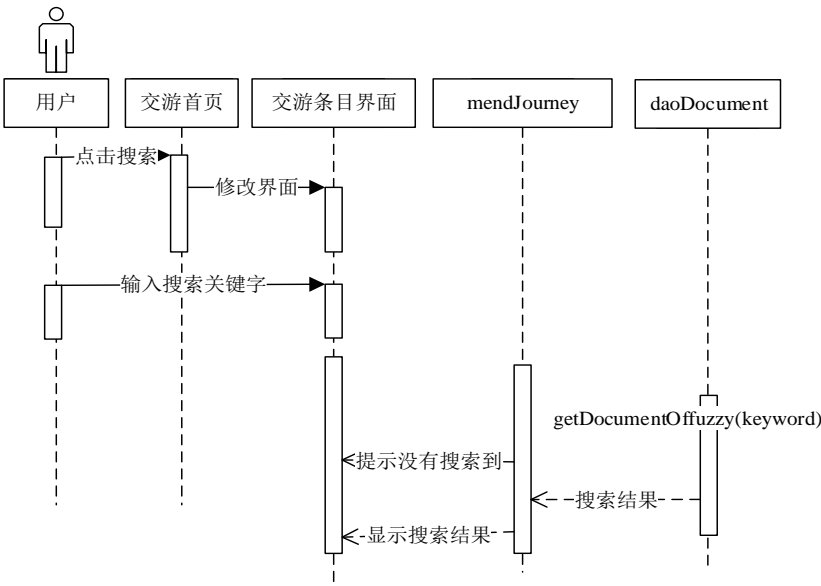 用户
交游首页
交游条目界面
mendJourney
daoDocument
点击搜索
修改界面
输入搜索关键字
getDocumentOffuzzy(keyword)
提示没有搜索到
搜索结果
显示搜索结果